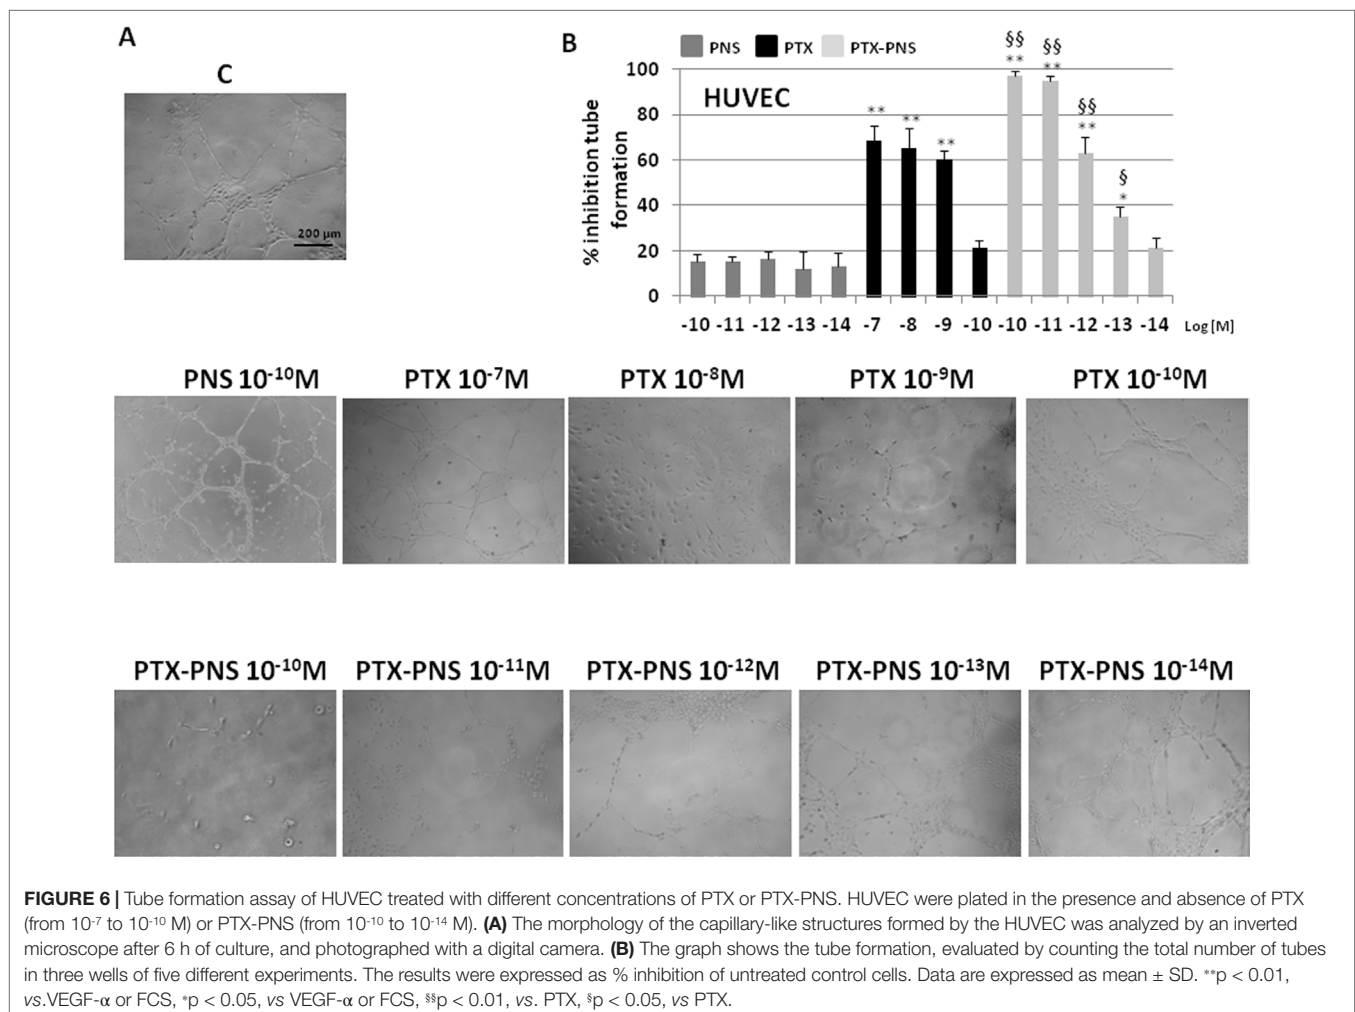 A
C
200 µm
B
PNS PTX PTX-PNS
HUVEC
% inhibition tube
formation
100
80
60
40
20
0
** ** ** §§ ** §§ ** §§ ** § *
-10 -11 -12 -13 -14 -7 -8 -9 -10 -10 -11 -12 -13 -14 Log[M]
PNS 10⁻¹⁰M PTX 10⁻⁷M PTX 10⁻⁸M PTX 10⁻⁹M PTX 10⁻¹⁰M
PTX-PNS 10⁻¹⁰M PTX-PNS 10⁻¹¹M PTX-PNS 10⁻¹²M PTX-PNS 10⁻¹³M PTX-PNS 10⁻¹⁴M
FIGURE 6 | Tube formation assay of HUVEC treated with different concentrations of PTX or PTX-PNS. HUVEC were plated in the presence and absence of PTX
(from 10⁻⁷ to 10⁻¹⁰ M) or PTX-PNS (from 10⁻¹⁰ to 10⁻¹⁴ M). (A) The morphology of the capillary-like structures formed by the HUVEC was analyzed by an inverted
microscope after 6 h of culture, and photographed with a digital camera. (B) The graph shows the tube formation, evaluated by counting the total number of tubes
in three wells of five different experiments. The results were expressed as % inhibition of untreated control cells. Data are expressed as mean ± SD. **p < 0.01,
vs.VEGF-α or FCS, *p < 0.05, vs VEGF-α or FCS, §§p < 0.01, vs. PTX, §p < 0.05, vs PTX.